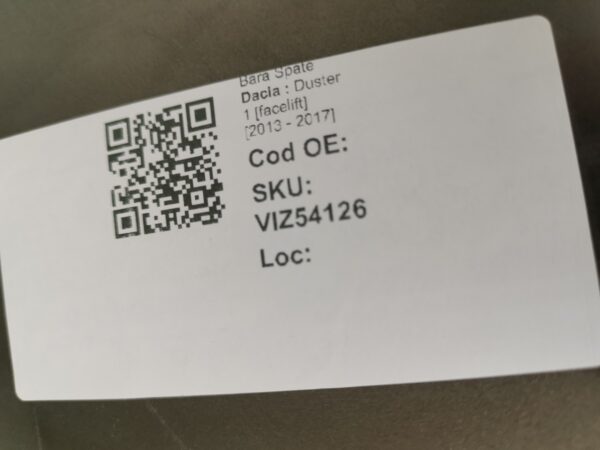 Bara Spate
Dacia : Duster
1 [facelift]
[2013 - 2017]
Cod OE:
SKU:
VIZ54126
Loc: